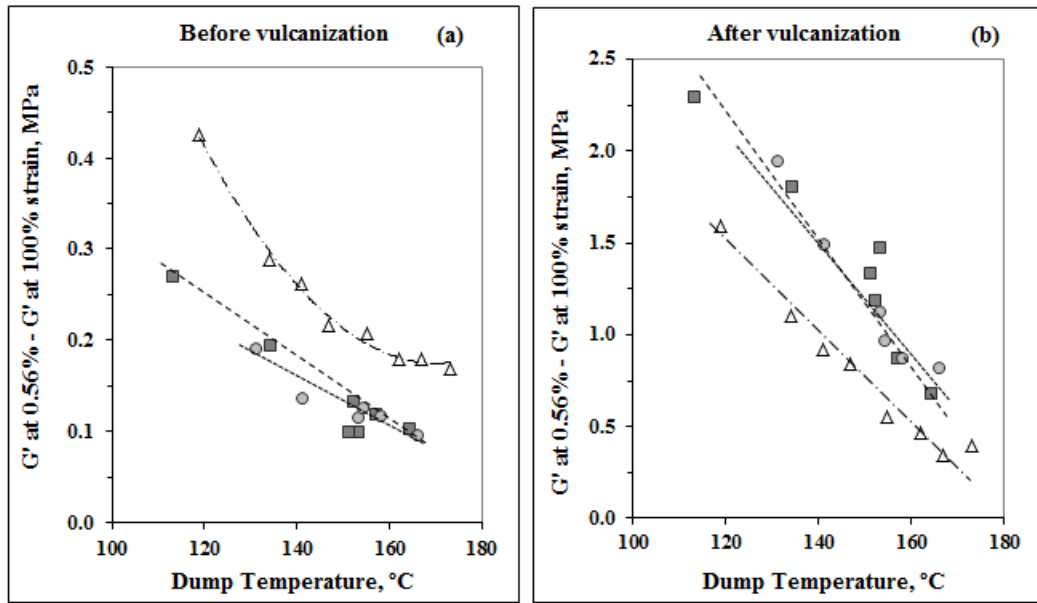 Before vulcanization (a)
G' at 0.56% - G' at 100% strain, MPa
0.5
0.4
0.3
0.2
0.1
0.0
100 120 140 160 180
Dump Temperature, °C
After vulcanization (b)
G' at 0.56% - G' at 100% strain, MPa
2.5
2.0
1.5
1.0
0.5
0.0
100 120 140 160 180
Dump Temperature, °C